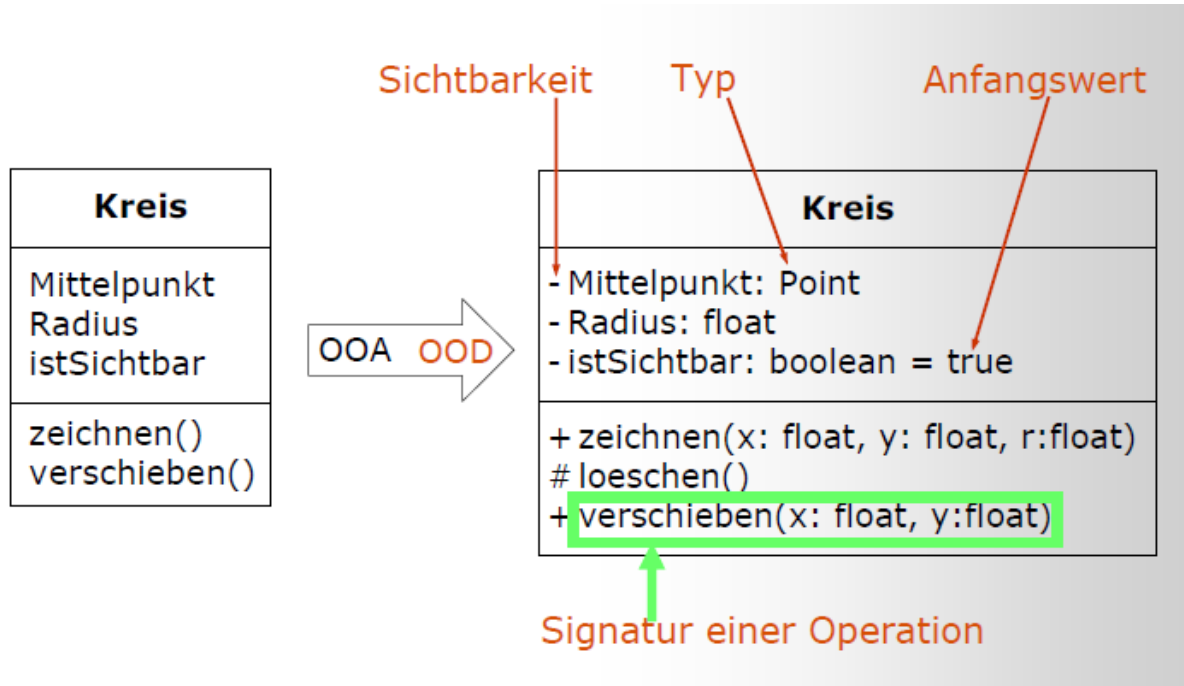 Sichtbarkeit Typ Anfangswert
Kreis
Mittelpunkt
Radius
istSichtbar
zeichnen()
verschieben()
OOA OOD
Kreis
- Mittelpunkt: Point
- Radius: float
- istSichtbar: boolean = true
+ zeichnen(x: float, y: float, r:float)
# loeschen()
+ verschieben(x: float, y:float)
Signatur einer Operation